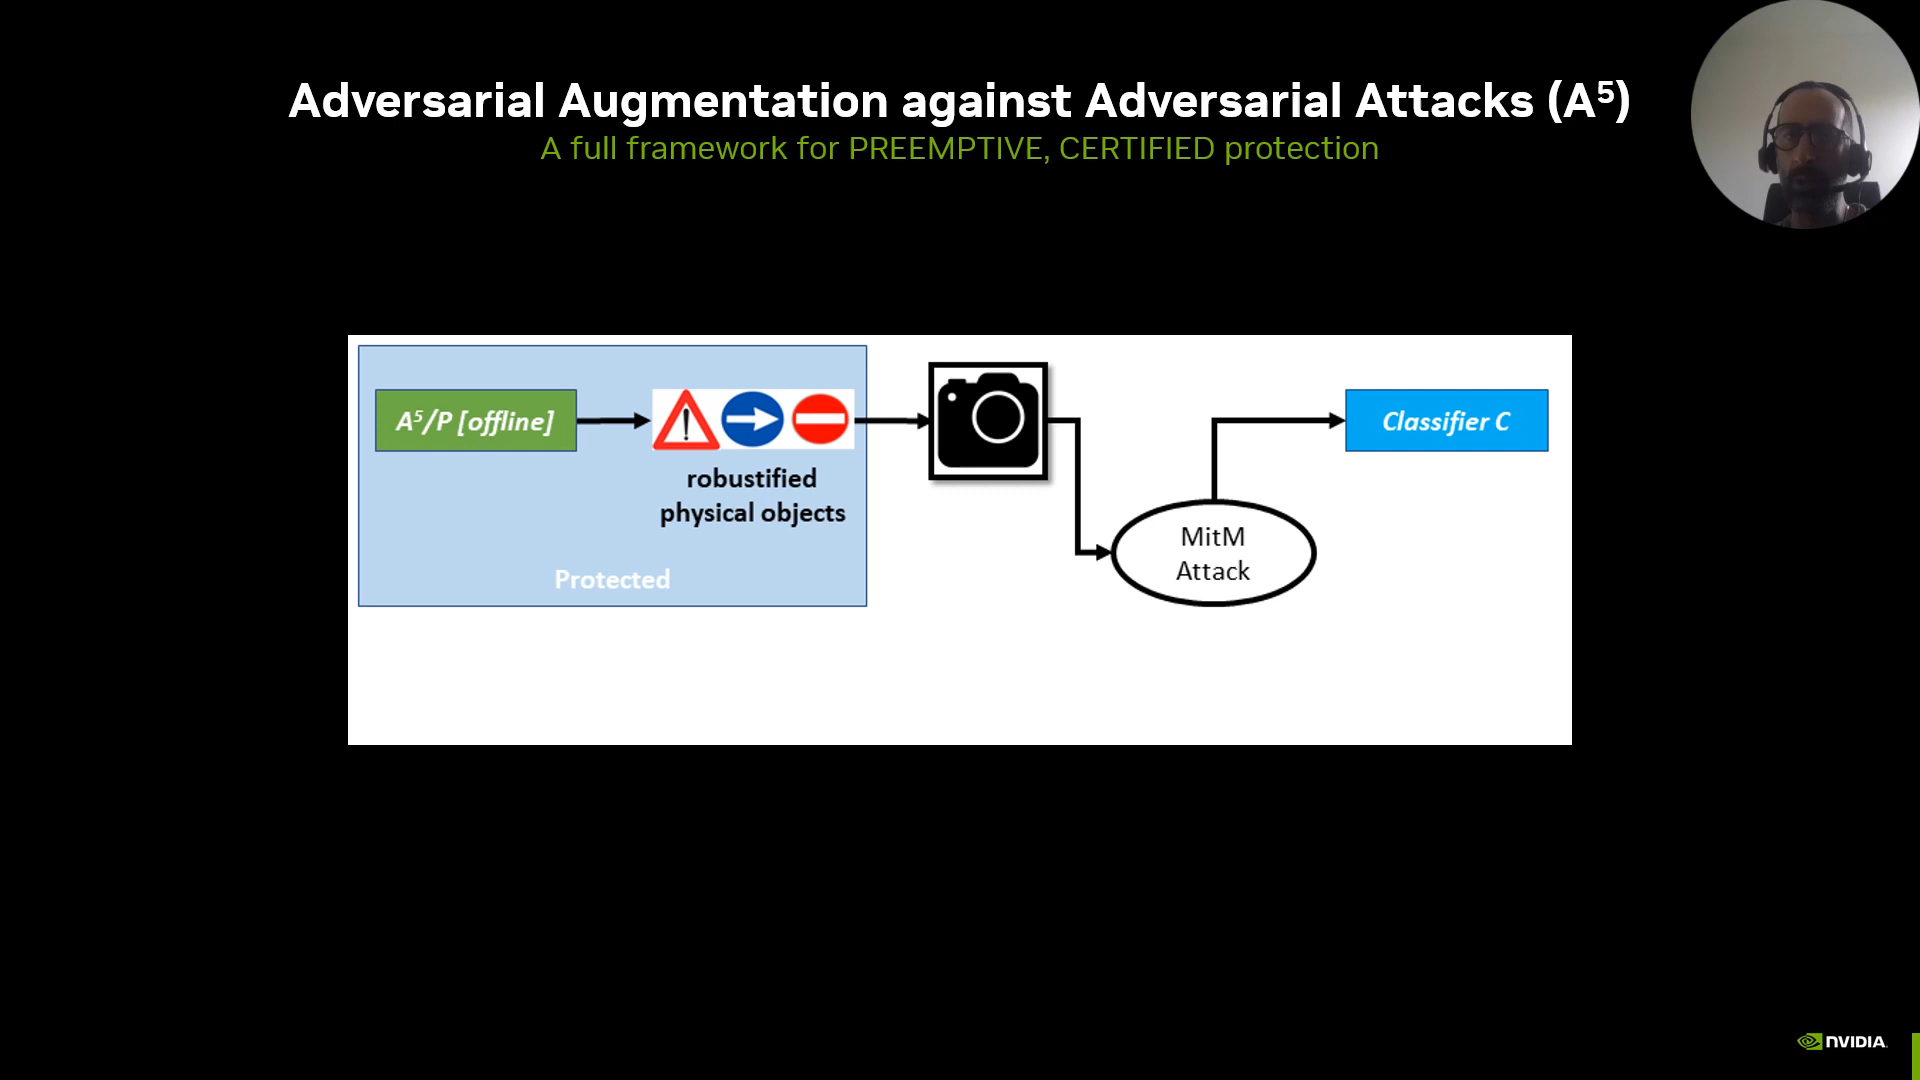 Adversarial Augmentation against Adversarial Attacks (A⁵)
A full framework for PREEMPTIVE, CERTIFIED protection
A⁵/P [offline]
robustified
physical objects
Protected
MitM
Attack
Classifier C
NVIDIA.